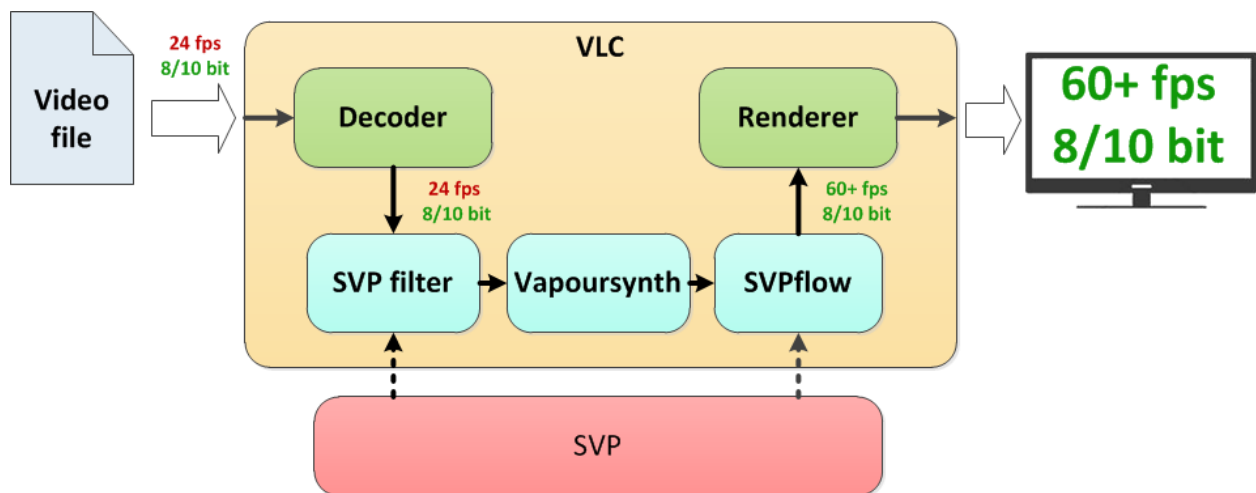 VLC
24 fps
8/10 bit
Video
file
Decoder
Renderer
60+ fps
8/10 bit
24 fps
8/10 bit
60+ fps
8/10 bit
SVP filter
Vapoursynth
SVPflow
SVP